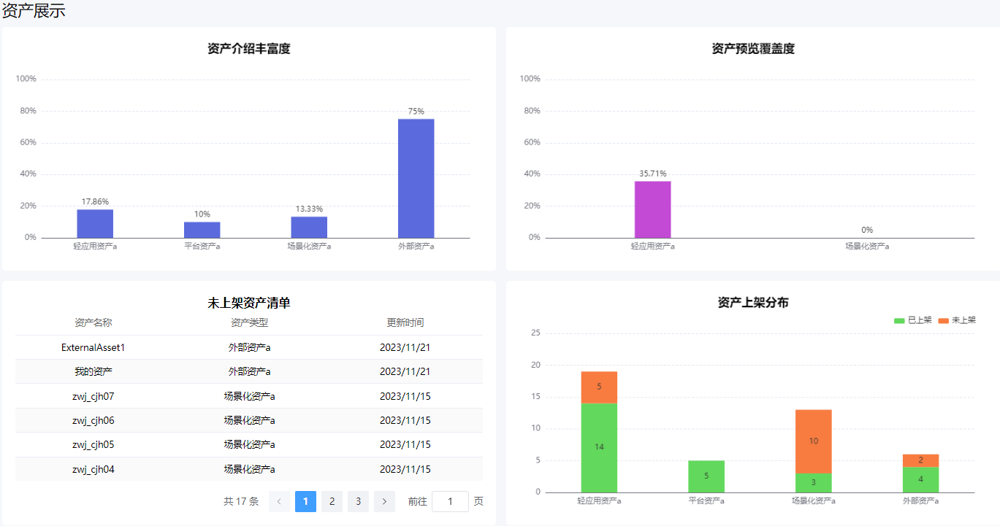 资产展示
资产介绍丰富度
100%
80%
60%
40%
20%
0%
17.86%
10%
13.33%
75%
轻应用资产a 平台资产a 场景化资产a 外部资产a
资产预览覆盖度
100%
80%
60%
40%
20%
0%
35.71%
0%
轻应用资产a 场景化资产a
未上架资产清单
资产名称 资产类型 更新时间
ExternalAsset1 外部资产a 2023/11/21
我的资产 外部资产a 2023/11/21
zwj_cjh07 场景化资产a 2023/11/15
zwj_cjh06 场景化资产a 2023/11/15
zwj_cjh05 场景化资产a 2023/11/15
zwj_cjh04 场景化资产a 2023/11/15
共 17 条 < 1 2 3 > 前往 1 页
资产上架分布
已上架 未上架
25
20
15
10
5
0
5
14
5
10
3
2
4
轻应用资产a 平台资产a 场景化资产a 外部资产a